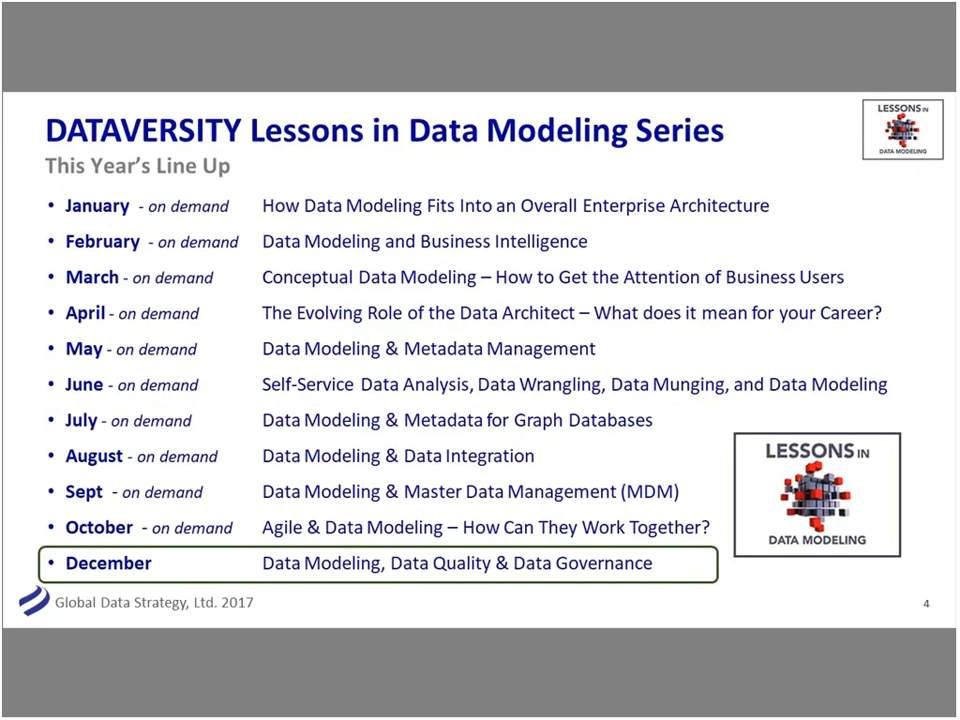 LESSONS IN
DATA MODELING
DATAVERSITY Lessons in Data Modeling Series
This Year's Line Up
• January - on demand How Data Modeling Fits Into an Overall Enterprise Architecture
• February - on demand Data Modeling and Business Intelligence
• March - on demand Conceptual Data Modeling – How to Get the Attention of Business Users
• April - on demand The Evolving Role of the Data Architect – What does it mean for your Career?
• May - on demand Data Modeling & Metadata Management
• June - on demand Self-Service Data Analysis, Data Wrangling, Data Munging, and Data Modeling
• July - on demand Data Modeling & Metadata for Graph Databases
• August - on demand Data Modeling & Data Integration
• Sept - on demand Data Modeling & Master Data Management (MDM)
• October - on demand Agile & Data Modeling – How Can They Work Together?
• December Data Modeling, Data Quality & Data Governance
LESSONS IN
DATA MODELING
Global Data Strategy, Ltd. 2017
4